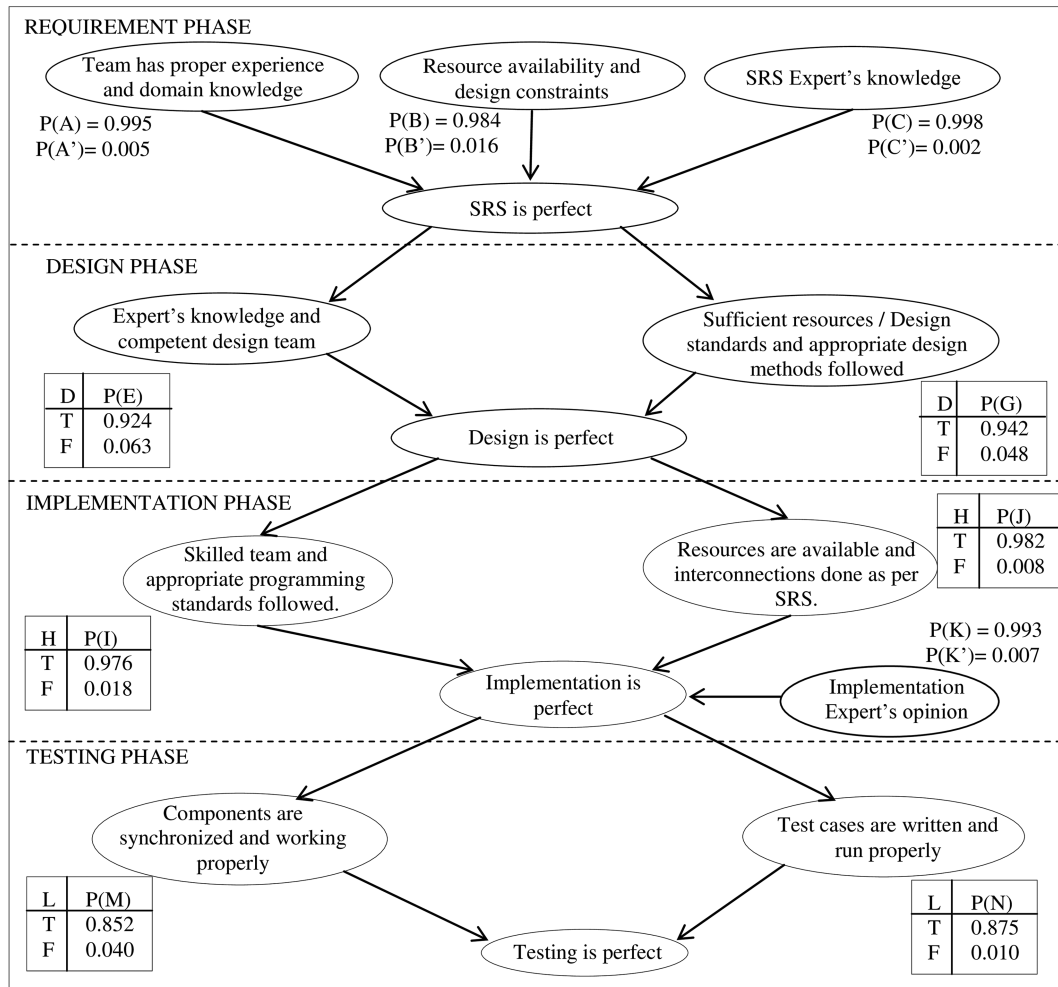 REQUIREMENT PHASE
Team has proper experience
and domain knowledge
Resource availability and
design constraints
SRS Expert's knowledge
P(A) = 0.995
P(A')= 0.005
P(B) = 0.984
P(B')= 0.016
P(C) = 0.998
P(C')= 0.002
SRS is perfect
DESIGN PHASE
Expert's knowledge and
competent design team
Sufficient resources / Design
standards and appropriate design
methods followed
D P(E)
T 0.924
F 0.063
D P(G)
T 0.942
F 0.048
Design is perfect
IMPLEMENTATION PHASE
Skilled team and
appropriate programming
standards followed.
Resources are available and
interconnections done as per
SRS.
H P(J)
T 0.982
F 0.008
H P(I)
T 0.976
F 0.018
P(K) = 0.993
P(K')= 0.007
Implementation is
perfect
Implementation
Expert's opinion
TESTING PHASE
Components are
synchronized and working
properly
Test cases are written and
run properly
L P(M)
T 0.852
F 0.040
L P(N)
T 0.875
F 0.010
Testing is perfect